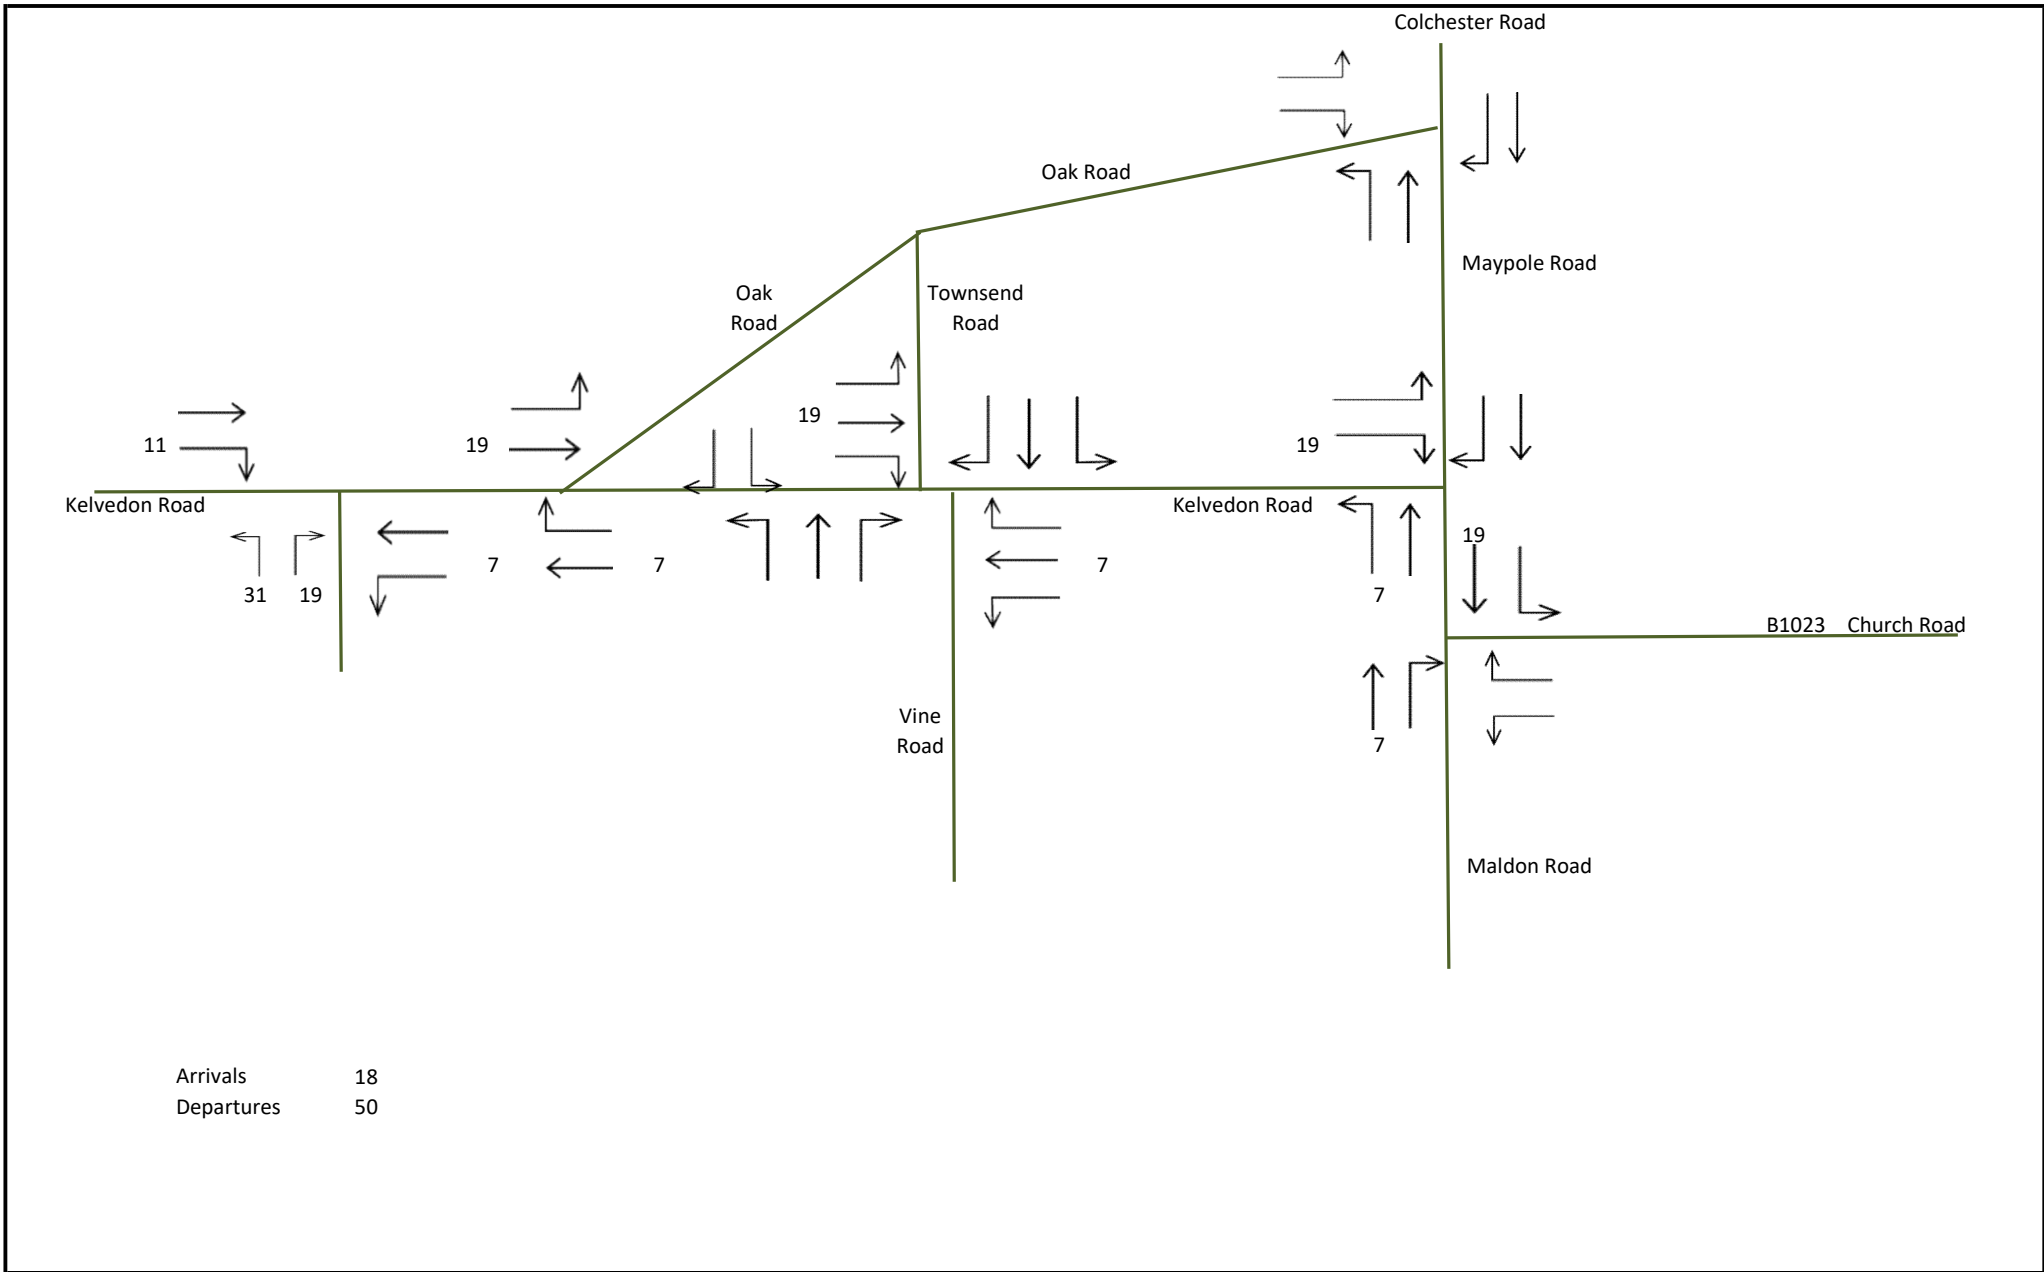 Colchester Road
Oak Road
Maypole Road
Oak
Road
Townsend
Road
19
11
19
19
Kelvedon Road
Kelvedon Road
19
7
7
7
31
19
7
B1023 Church Road
Vine
Road
7
Maldon Road
Arrivals 18
Departures 50